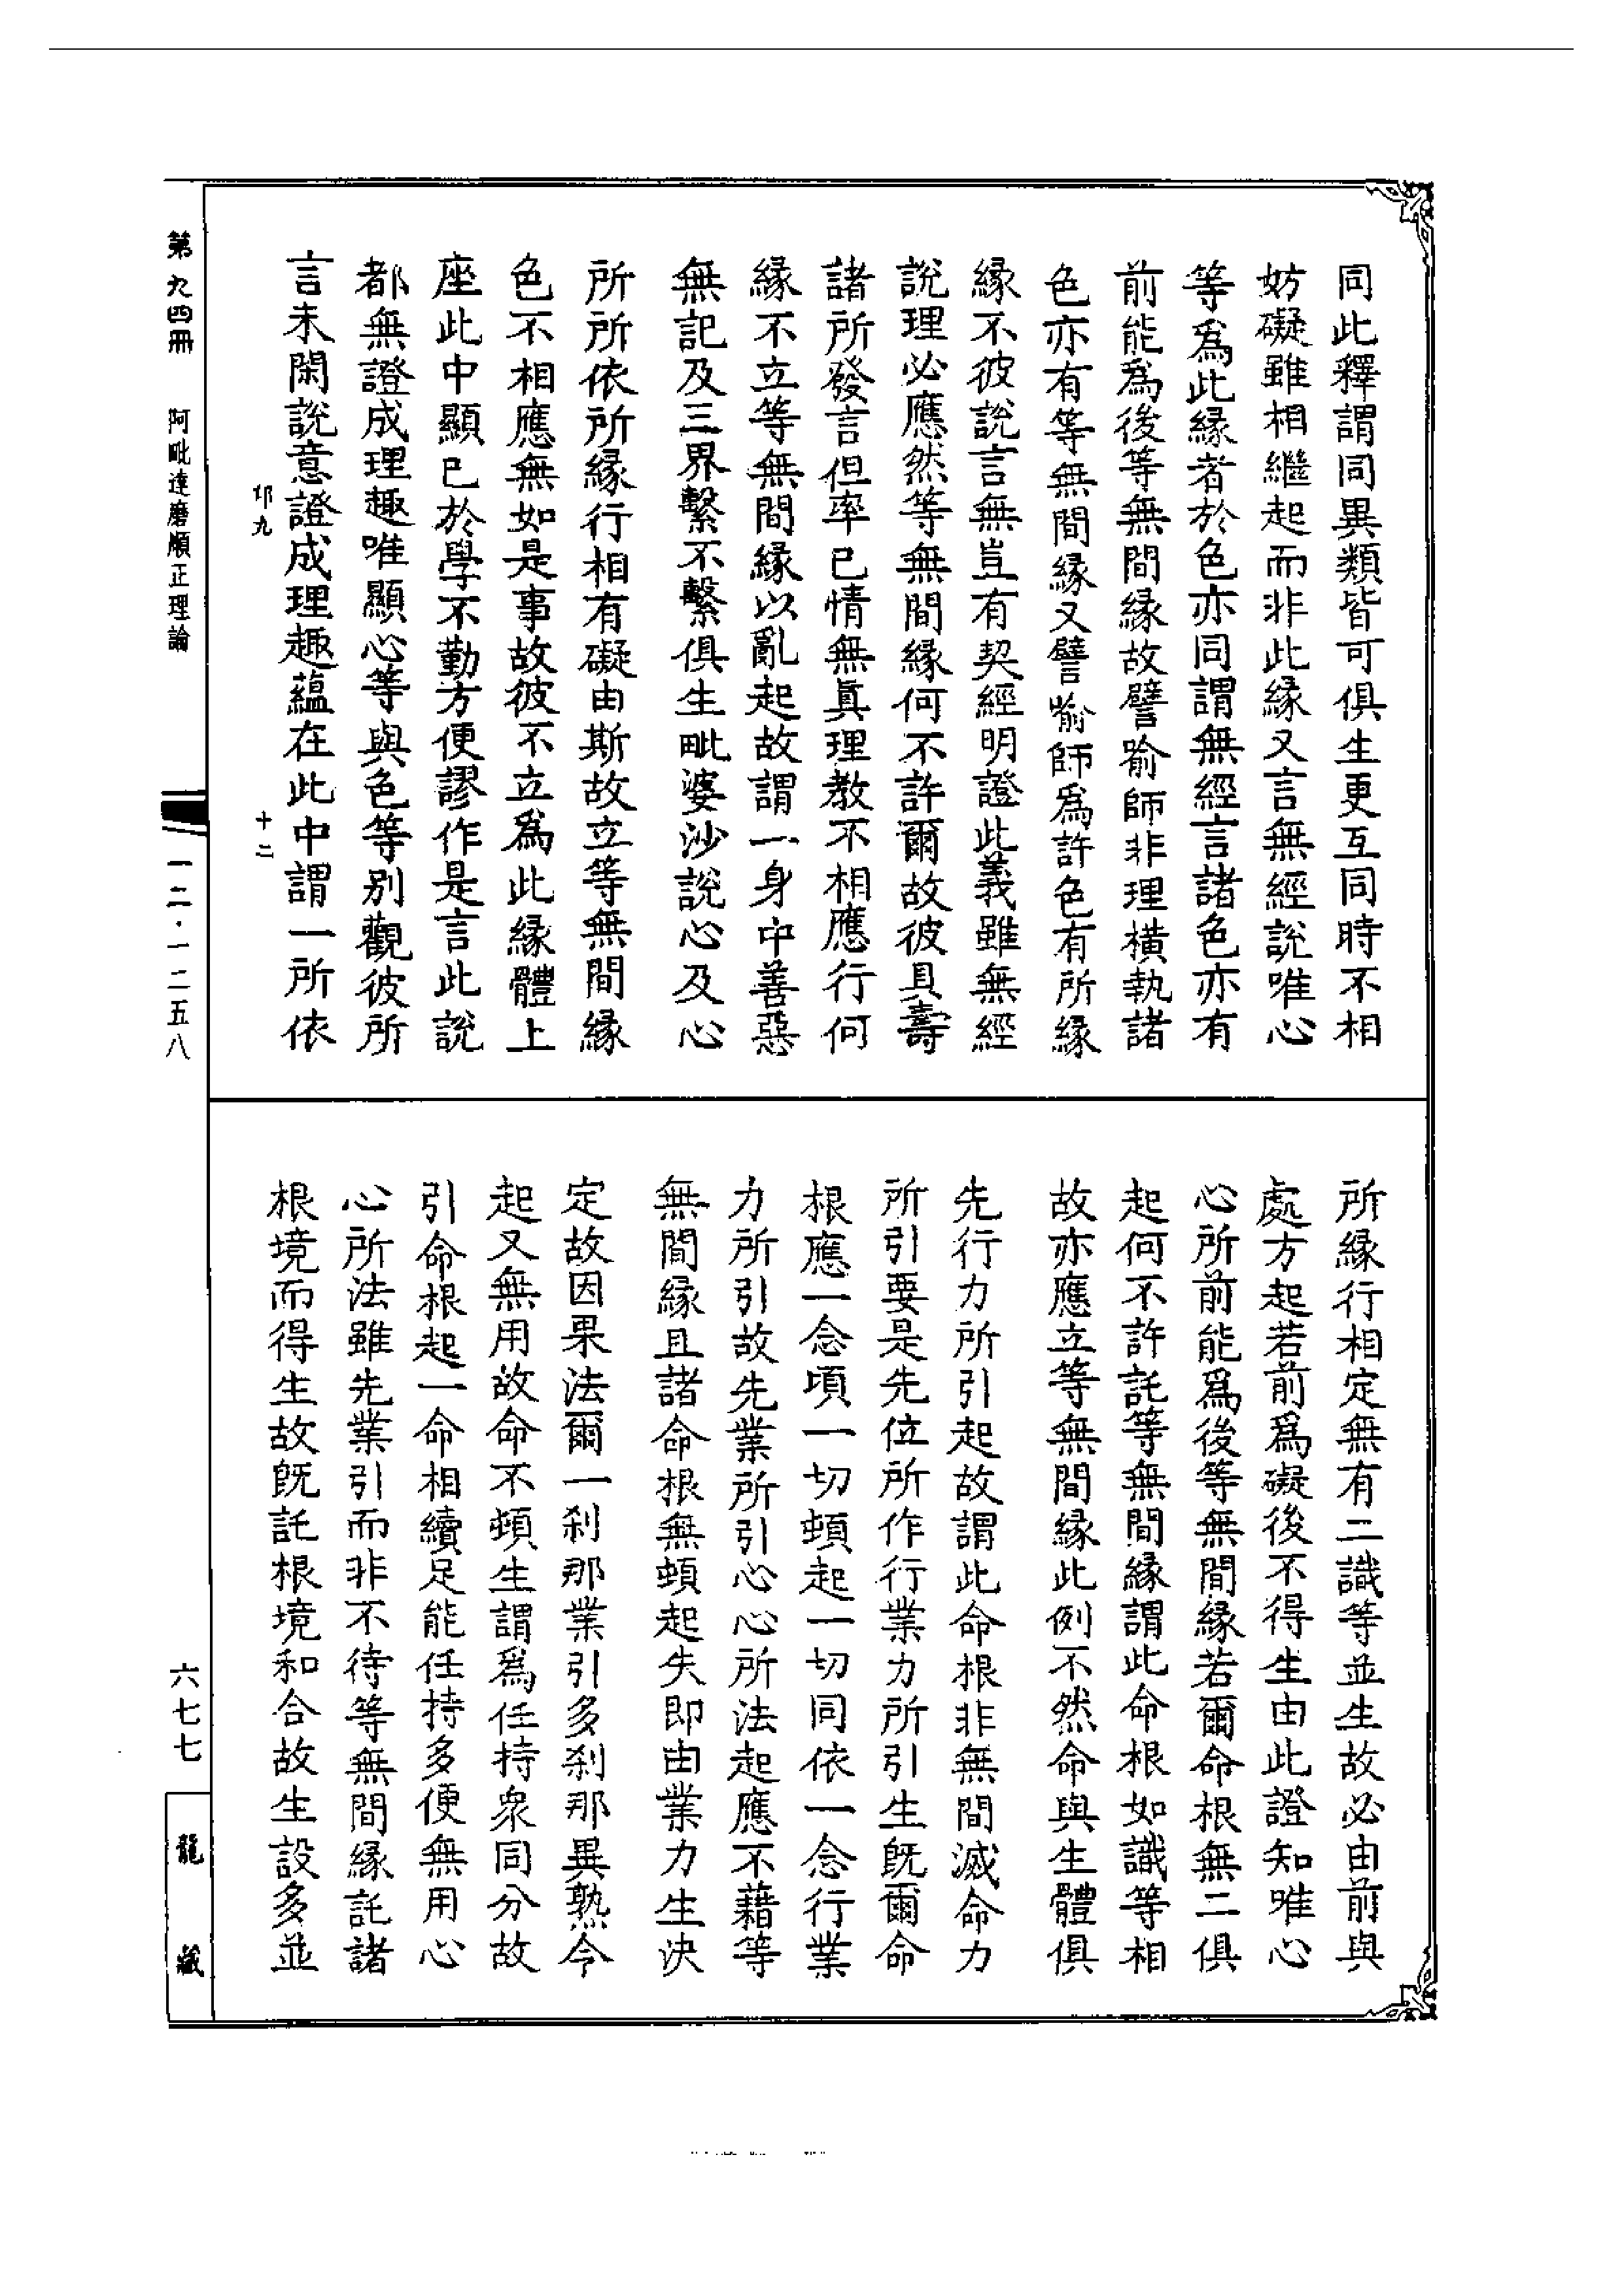 同此釋謂同異類皆可俱生更互同時不相
妨礙雖相繼起而非此緣又言無經說唯心
等爲此緣者於色亦同謂無經言諸色亦有
前能爲後等無間緣故譬喻師非理橫執諸
色亦有等無間緣又譬喻師爲許色有所緣
緣不彼說言無豈有契經明證此義雖無經
說理必應然等無間緣何不許爾故彼具壽
諸所發言但率已情無眞理教不相應行何
緣不立等無間緣以亂起故謂一身中善惡
無記及三界繫不繫俱生毗婆沙說心及心
所所依所緣行相有礙由斯故立等無間緣
色不相應無如是事故彼不立爲此緣體上
座此中顯已於學不勤方便謬作是言此說
都無證成理趣唯顯心等與色等別觀彼所
言未閑說意證成理趣蘊在此中謂一所依
所緣行相定無有二識等並生故必由前與
處方起若前爲礙後不得生由此證知唯心
心所前能爲後等無間緣若爾命根無二俱
起何不許託等無間緣謂此命根如識等相
故亦應立等無間緣此例不然命與生體俱
先行力所引起故謂此命根非無間滅命力
所引要是先位所作行業力所引生旣爾命
根應一念頃一切頓起一切同依一念行業
力所引故先業所引心心所法起應不藉等
無間緣且諸命根無頓起失即由業力生決
定故因果法爾一刹那業引多刹那異熟今
起又無用故命不頓生謂爲任持衆同分故
引命根起一命相續足能任持多便無用心
心所法雖先業引而非不待等無間緣託諸
根境而得生故旣託根境和合故生設多並
邙九
十二
第九四冊
阿毗達磨順正理論
一二·一二五八
六七七
龍藏